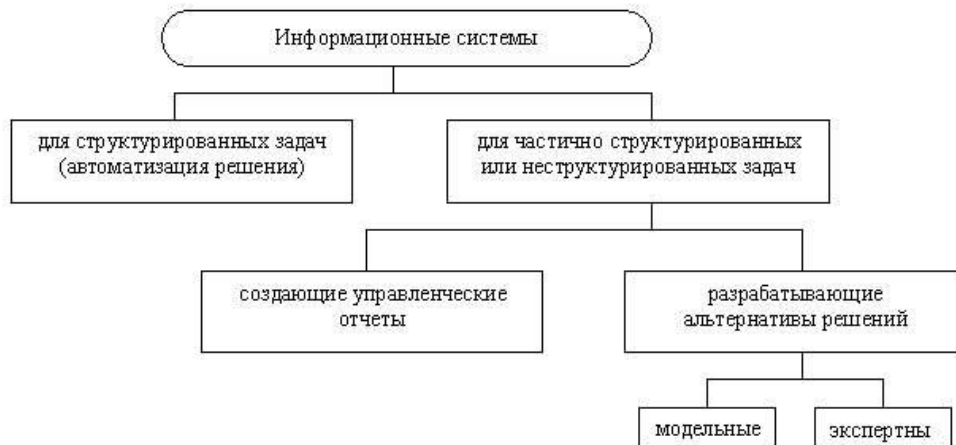 Информационные системы
для структурированных задач
(автоматизация решения)
для частично структурированных
или неструктурированных задач
создающие управленческие
отчеты
разрабатывающие
альтернативы решений
модельные
экспертны